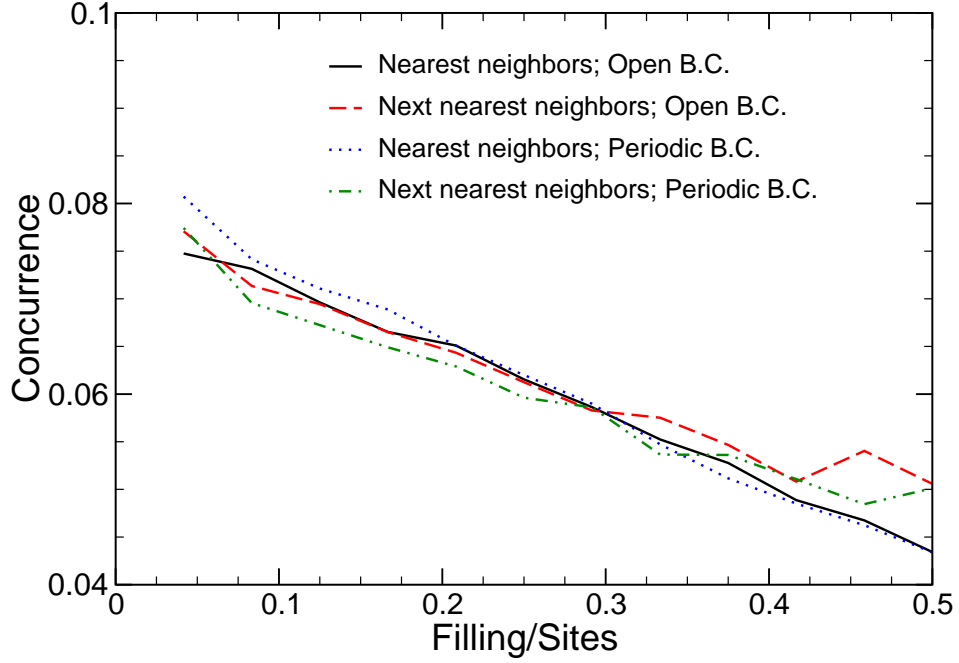 0.1
Nearest neighbors; Open B.C.
Next nearest neighbors; Open B.C.
Nearest neighbors; Periodic B.C.
Next nearest neighbors; Periodic B.C.
0.08
Concurrence
0.06
0.04
0 0.1 0.2 0.3 0.4 0.5
Filling/Sites